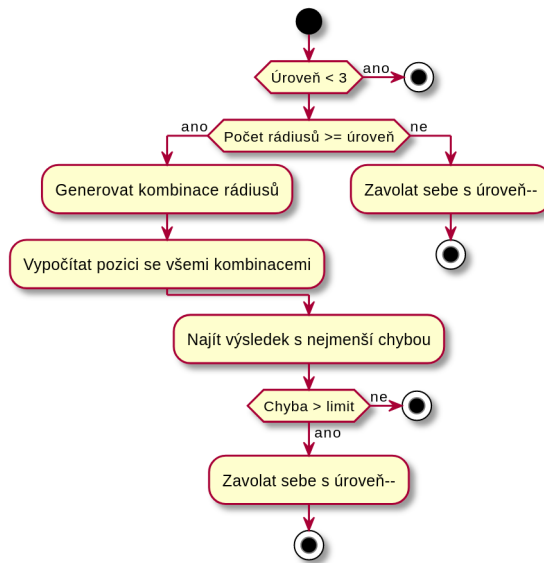 Úroveň < 3
ano
Počet rádiusů >= úroveň
ano
ne
Generovat kombinace rádiusů
Zavolat sebe s úroveň--
Vypočítat pozici se všemi kombinacemi
Najít výsledek s nejmenší chybou
Chyba > limit
ne
ano
Zavolat sebe s úroveň--